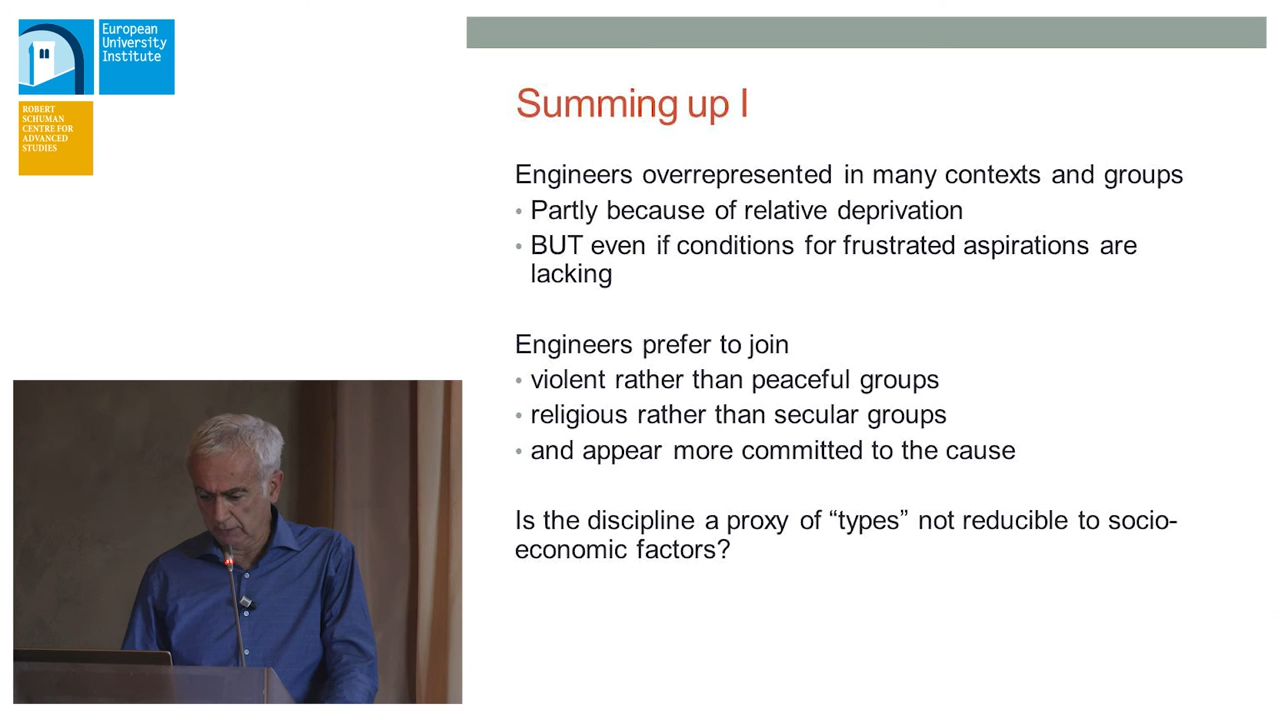 European
University
Institute
ROBERT
SCHUMAN
CENTRE FOR
ADVANCED
STUDIES
Summing up I
Engineers overrepresented in many contexts and groups
• Partly because of relative deprivation
• BUT even if conditions for frustrated aspirations are
lacking
Engineers prefer to join
• violent rather than peaceful groups
• religious rather than secular groups
• and appear more committed to the cause
Is the discipline a proxy of “types” not reducible to socio-
economic factors?